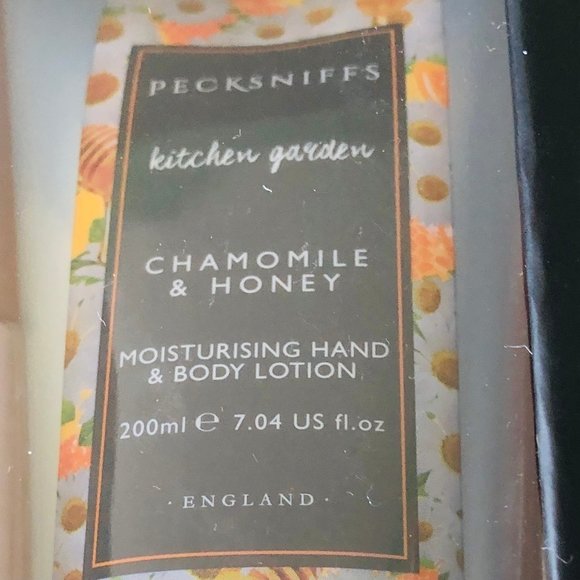 PECKSNIFFS
kitchen garden
CHAMOMILE
& HONEY
MOISTURISING HAND
& BODY LOTION
200ml e 7.04 US fl.oz
· ENGLAND ·